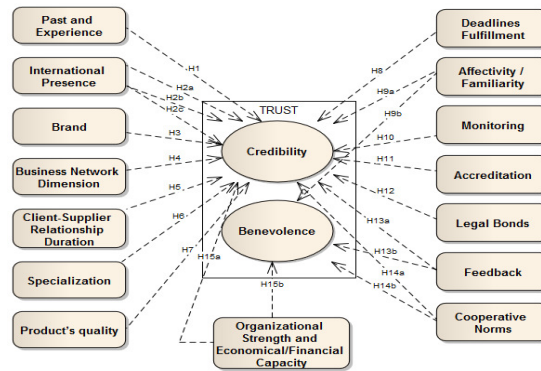 Past and
Experience
International
Presence
Brand
Business Network
Dimension
Client-Supplier
Relationship
Duration
Specialization
Product's quality
H1
H2a
H2b
H2c
H3
H4
H5
H6
H7
H15a
TRUST
Credibility
Benevolence
H15b
Organizational
Strength and
Economical/Financial
Capacity
H8
H9a
H9b
H10
H11
H12
H13a
H13b
H14a
H14b
Deadlines
Fulfillment
Affectivity /
Familiarity
Monitoring
Accreditation
Legal Bonds
Feedback
Cooperative
Norms